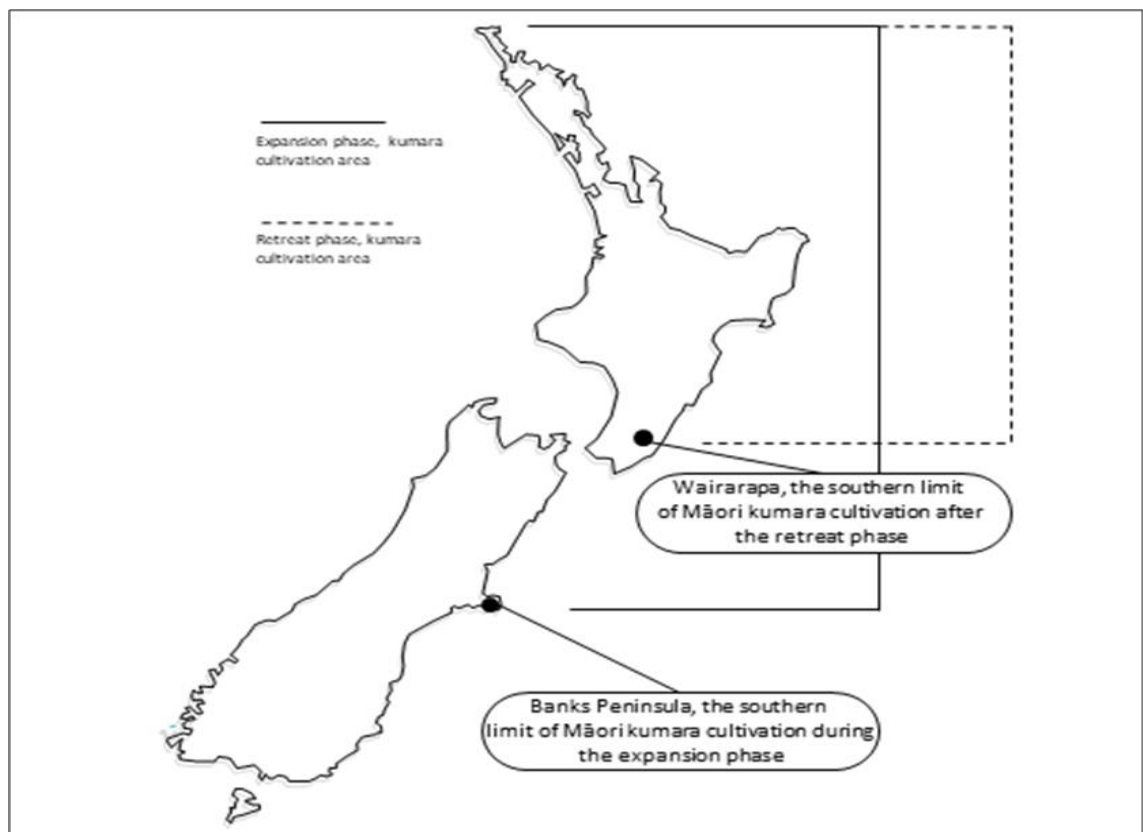 Expansion phase, kumara
cultivation area
Retreat phase, kumara
cultivation area
Wairarapa, the southern limit
of Māori kumara cultivation after
the retreat phase
Banks Peninsula, the southern
limit of Māori kumara cultivation during
the expansion phase